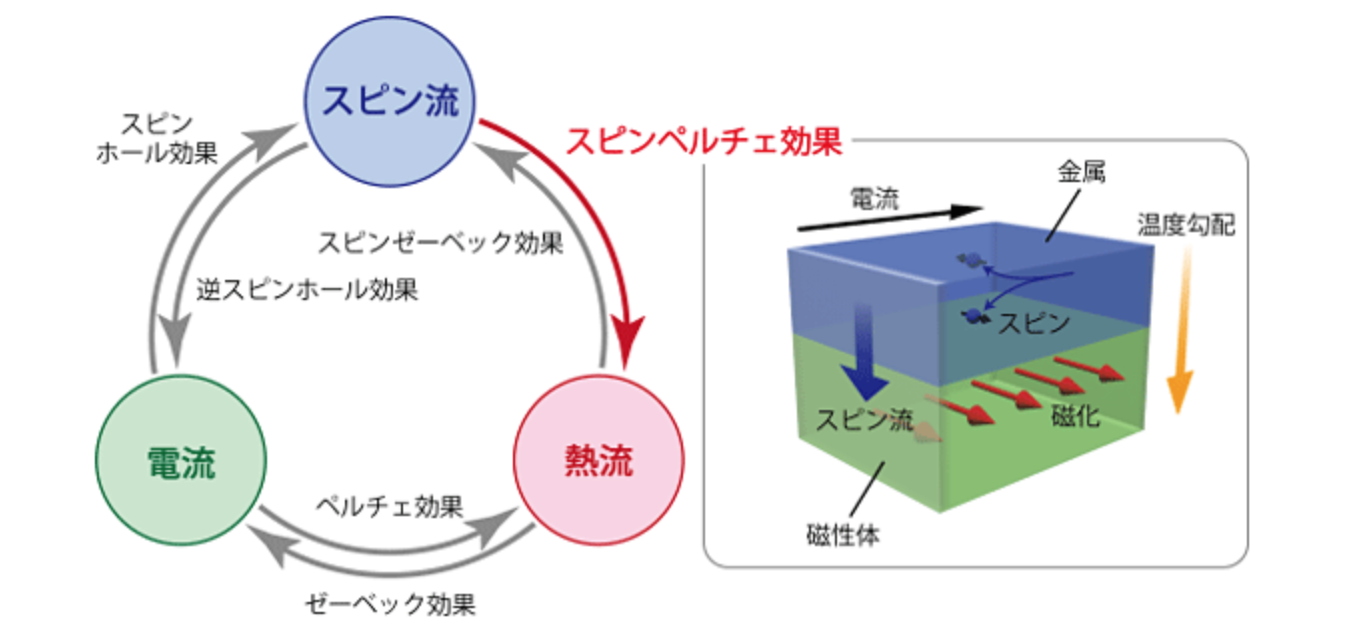 スピン流
スピン
ホール効果
スピンペルチェ効果
スピンゼーベック効果
逆スピンホール効果
電流
熱流
ペルチェ効果
ゼーベック効果
金属
電流
温度勾配
スピン
スピン流
磁化
磁性体